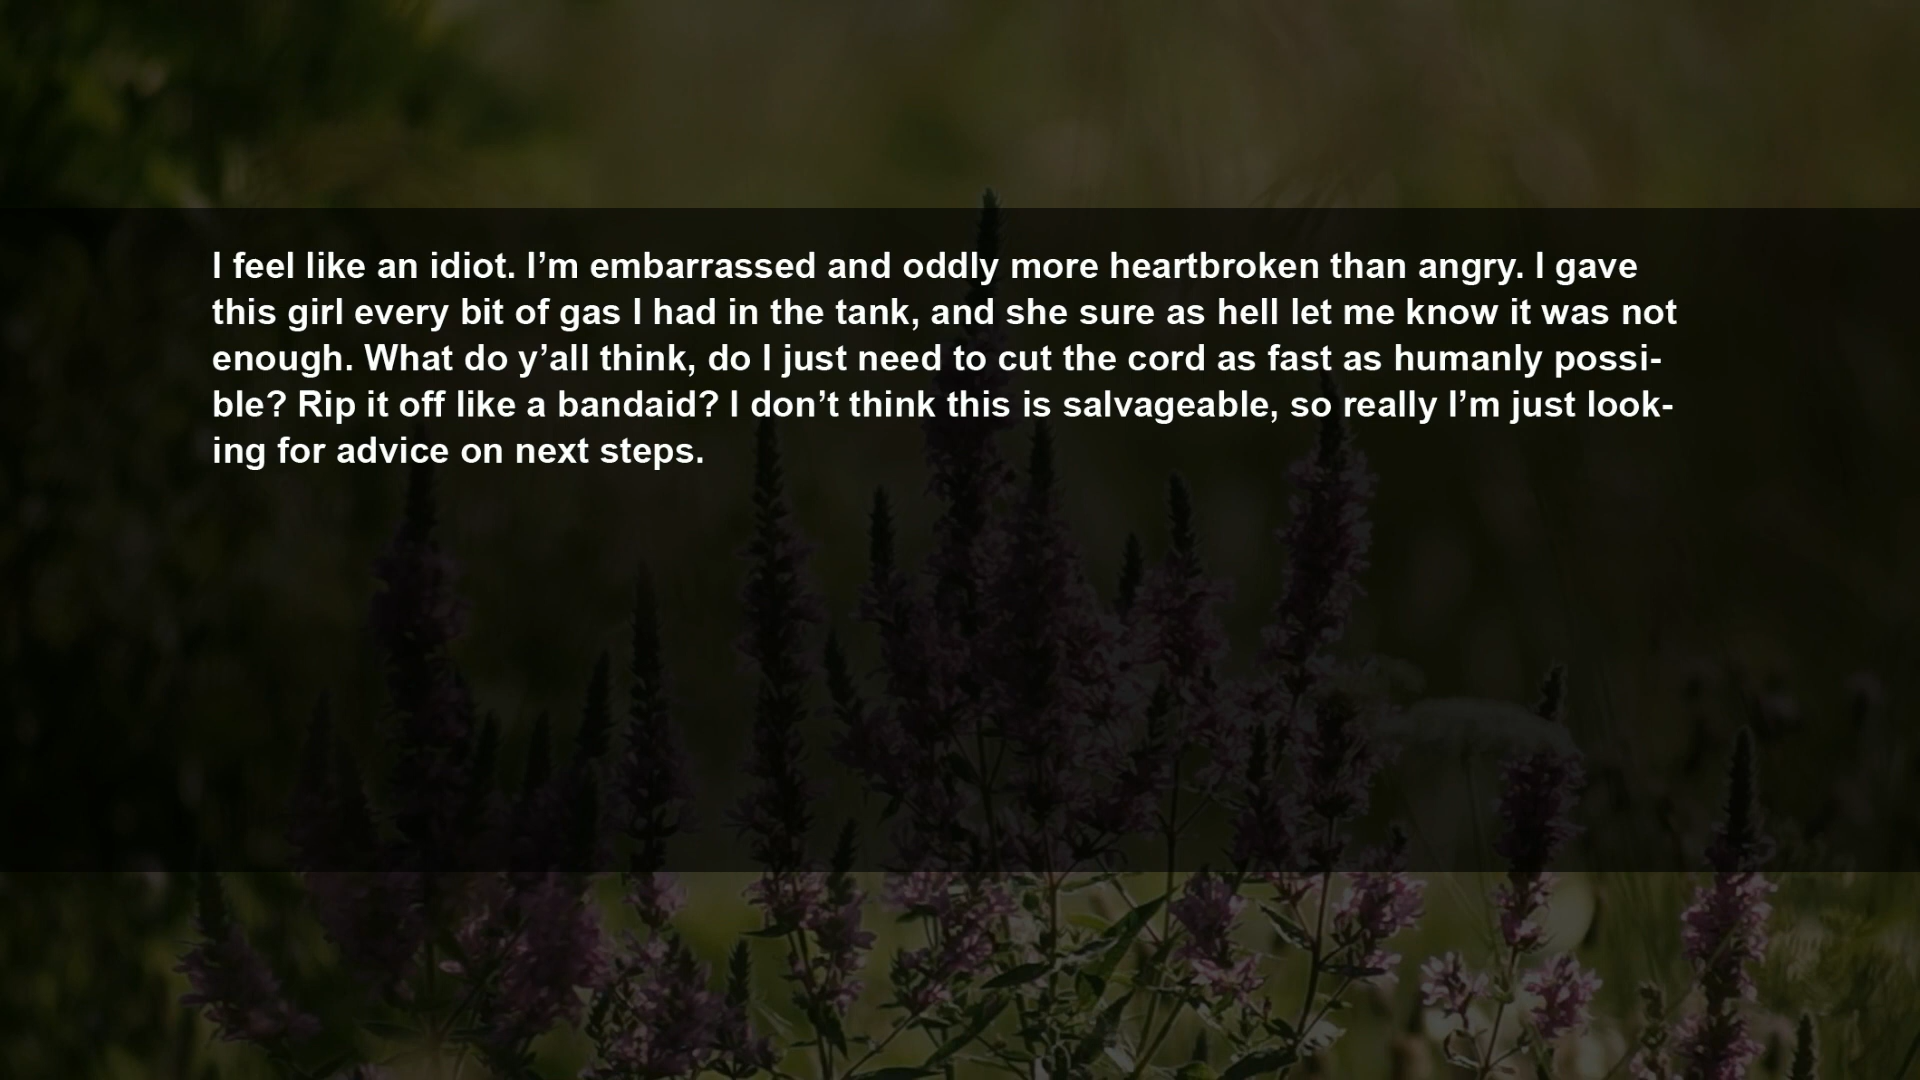 I feel like an idiot. I’m embarrassed and oddly more heartbroken than angry. I gave
this girl every bit of gas I had in the tank, and she sure as hell let me know it was not
enough. What do y’all think, do I just need to cut the cord as fast as humanly possi-
ble? Rip it off like a bandaid? I don’t think this is salvageable, so really I’m just look-
ing for advice on next steps.